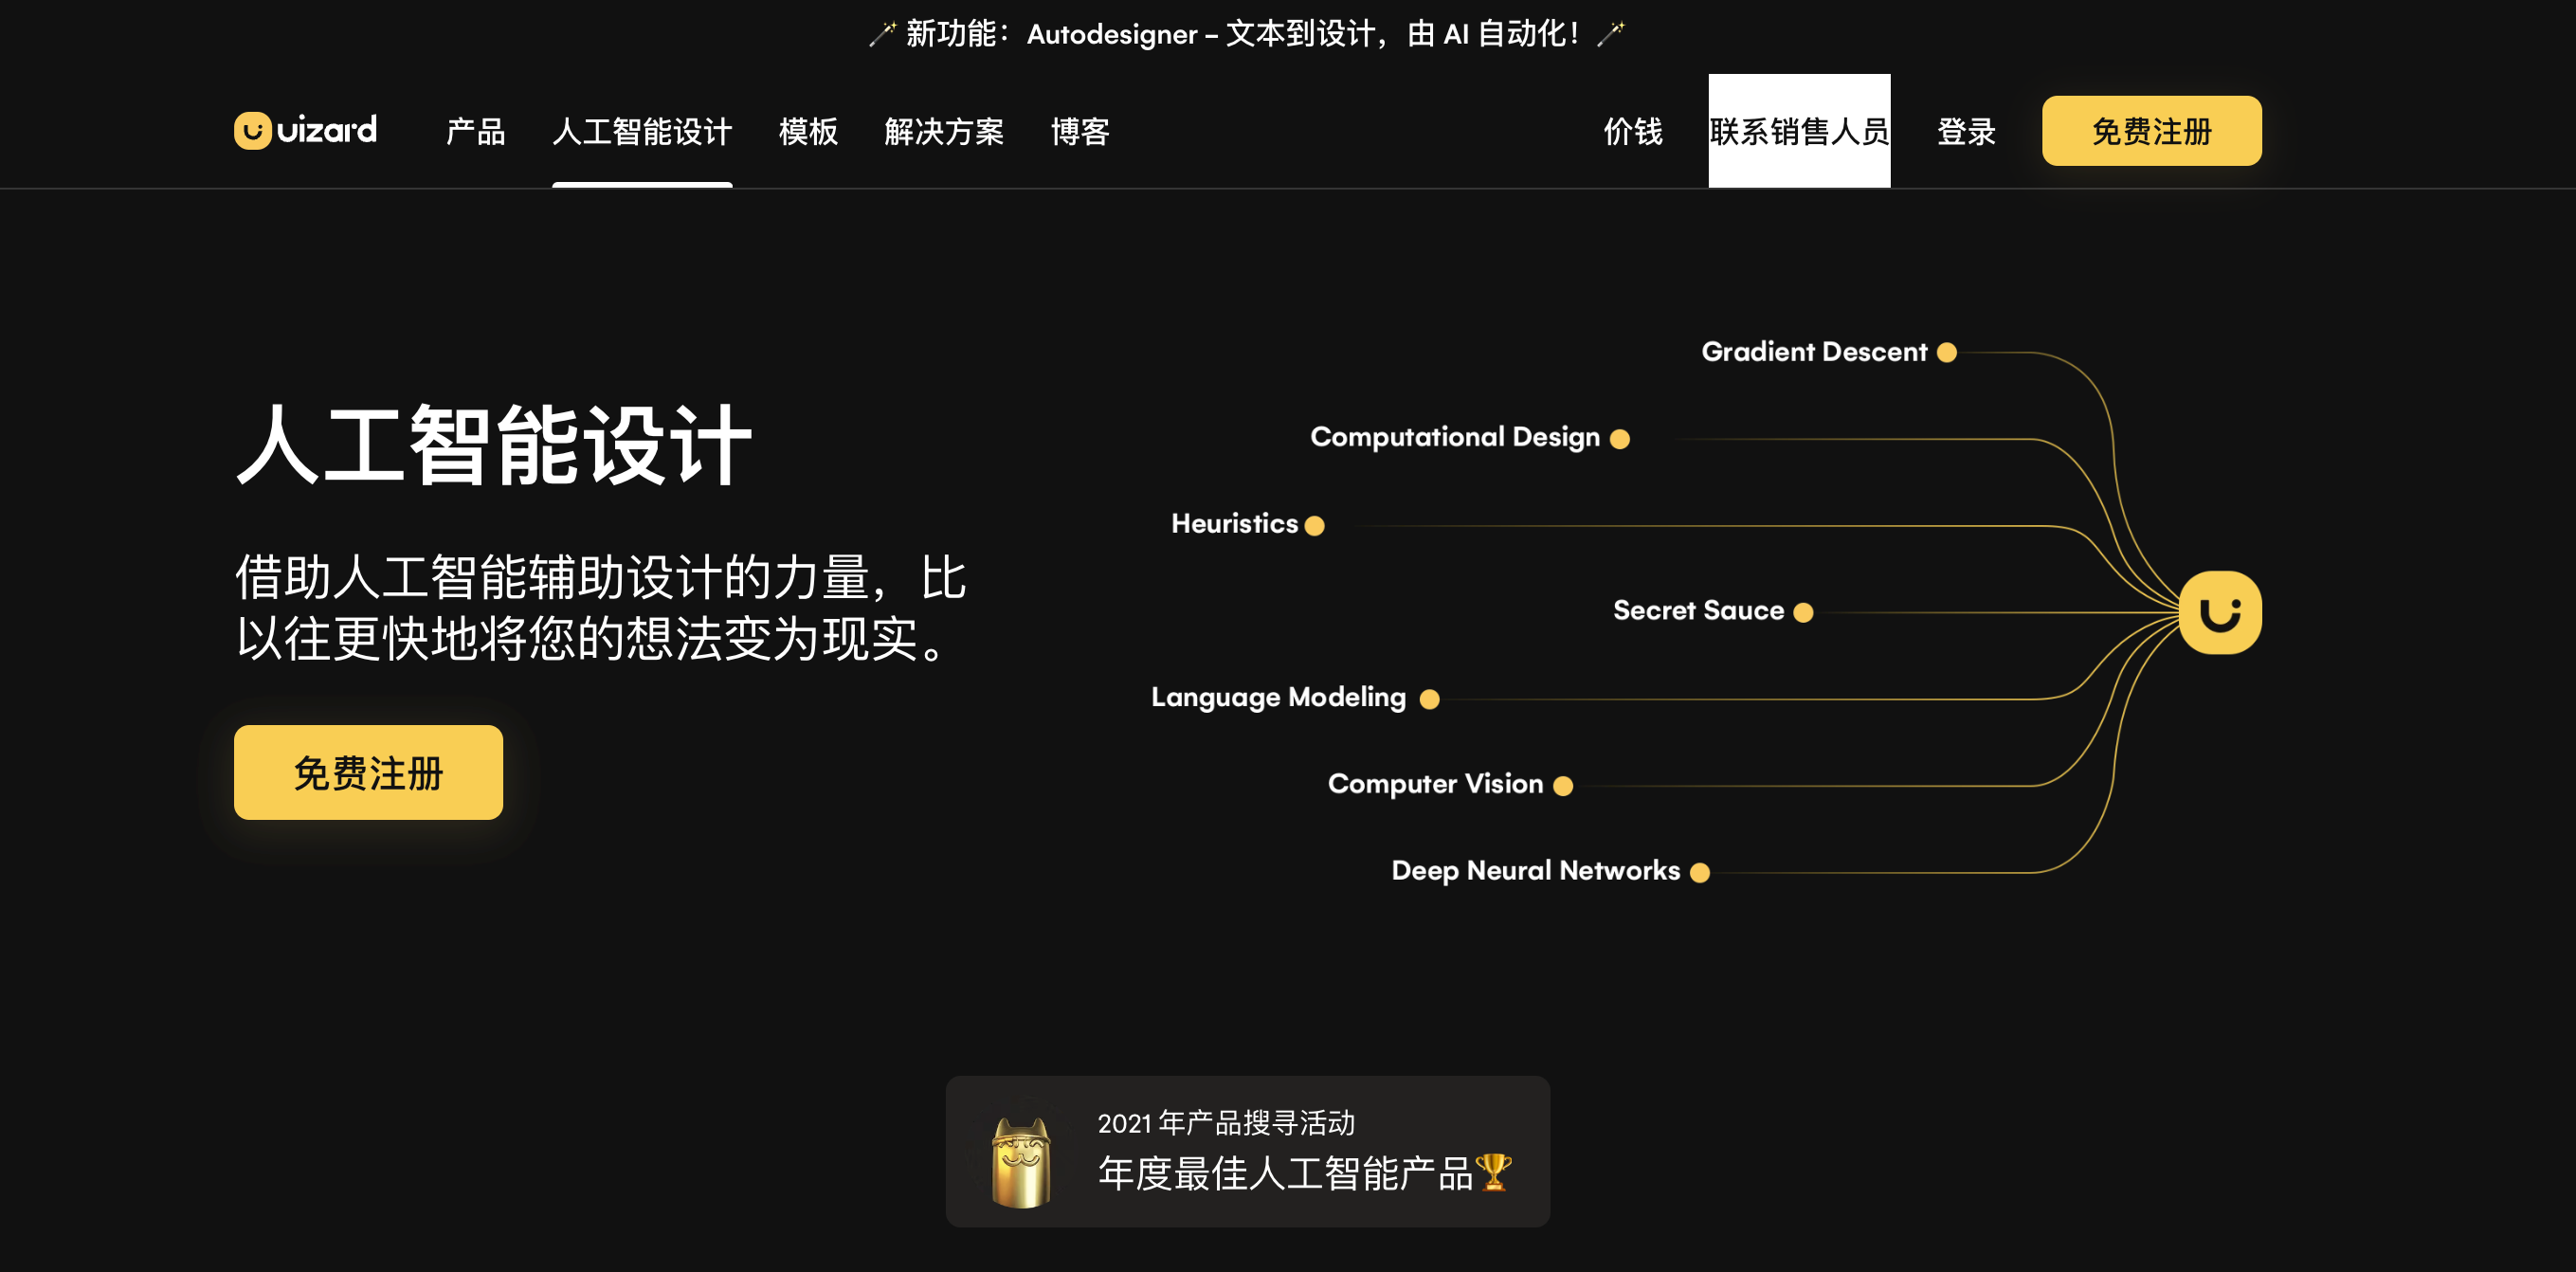 新功能：Autodesigner – 文本到设计，由 AI 自动化！
uizard
产品
人工智能设计
模板
解决方案
博客
价钱
联系销售人员
登录
免费注册
人工智能设计
借助人工智能辅助设计的力量，比
以往更快地将您的想法变为现实。
免费注册
Gradient Descent
Computational Design
Heuristics
Secret Sauce
Language Modeling
Computer Vision
Deep Neural Networks
2021 年产品搜寻活动
年度最佳人工智能产品🏆